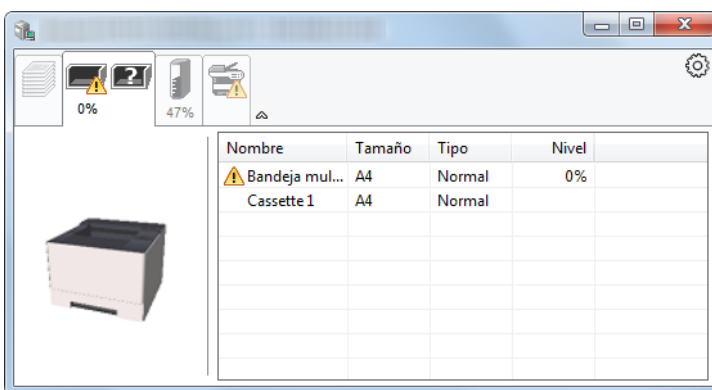 0%
47%
Nombre Tamaño Tipo Nivel
Bandeja mul... A4 Normal 0%
Cassette 1 A4 Normal